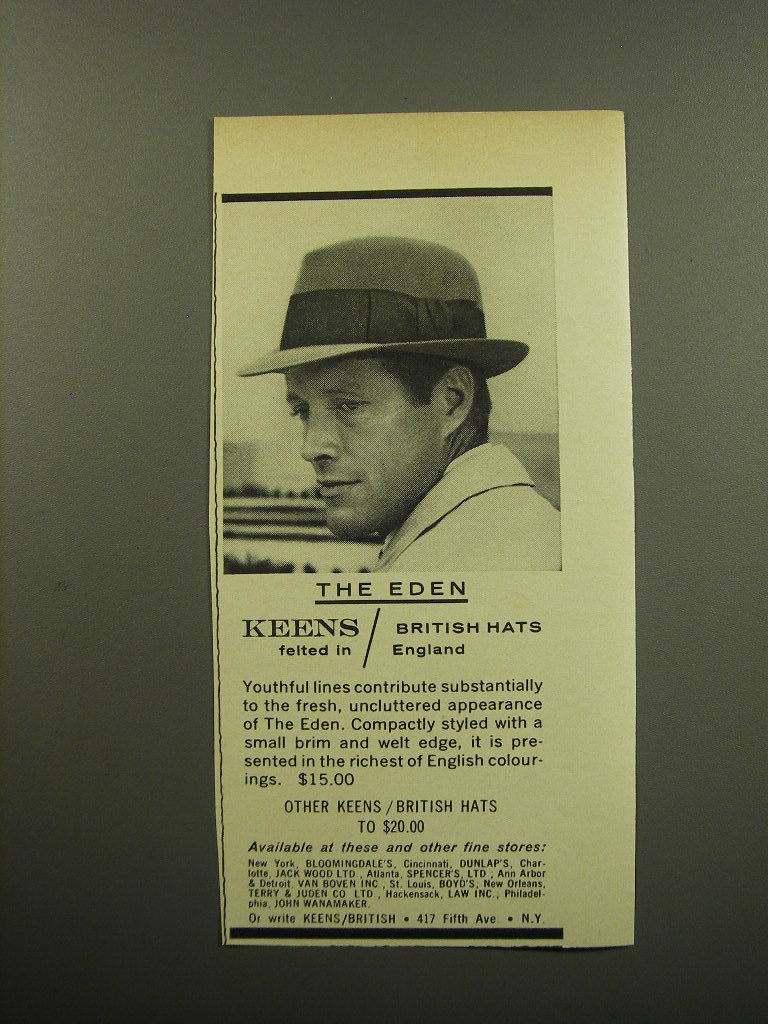 THE EDEN
KEENS / BRITISH HATS
felted in England
Youthful lines contribute substantially
to the fresh, uncluttered appearance
of The Eden. Compactly styled with a
small brim and welt edge, it is pre-
sented in the richest of English colour-
ings. $15.00
OTHER KEENS / BRITISH HATS
TO $20.00
Available at these and other fine stores:
New York, BLOOMINGDALE'S, Cincinnati, DUNLAP'S, Char-
lotte, JACK WOOD LTD., Atlanta, SPENCER'S, LTD., Ann Arbor
& Detroit, VAN BOVEN INC., St. Louis, BOYD'S, New Orleans,
TERRY & JUDEN CO LTD., Hackensack, LAW INC., Philadel-
phia, JOHN WANAMAKER.
Or write KEENS/BRITISH • 417 Fifth Ave. • N.Y.